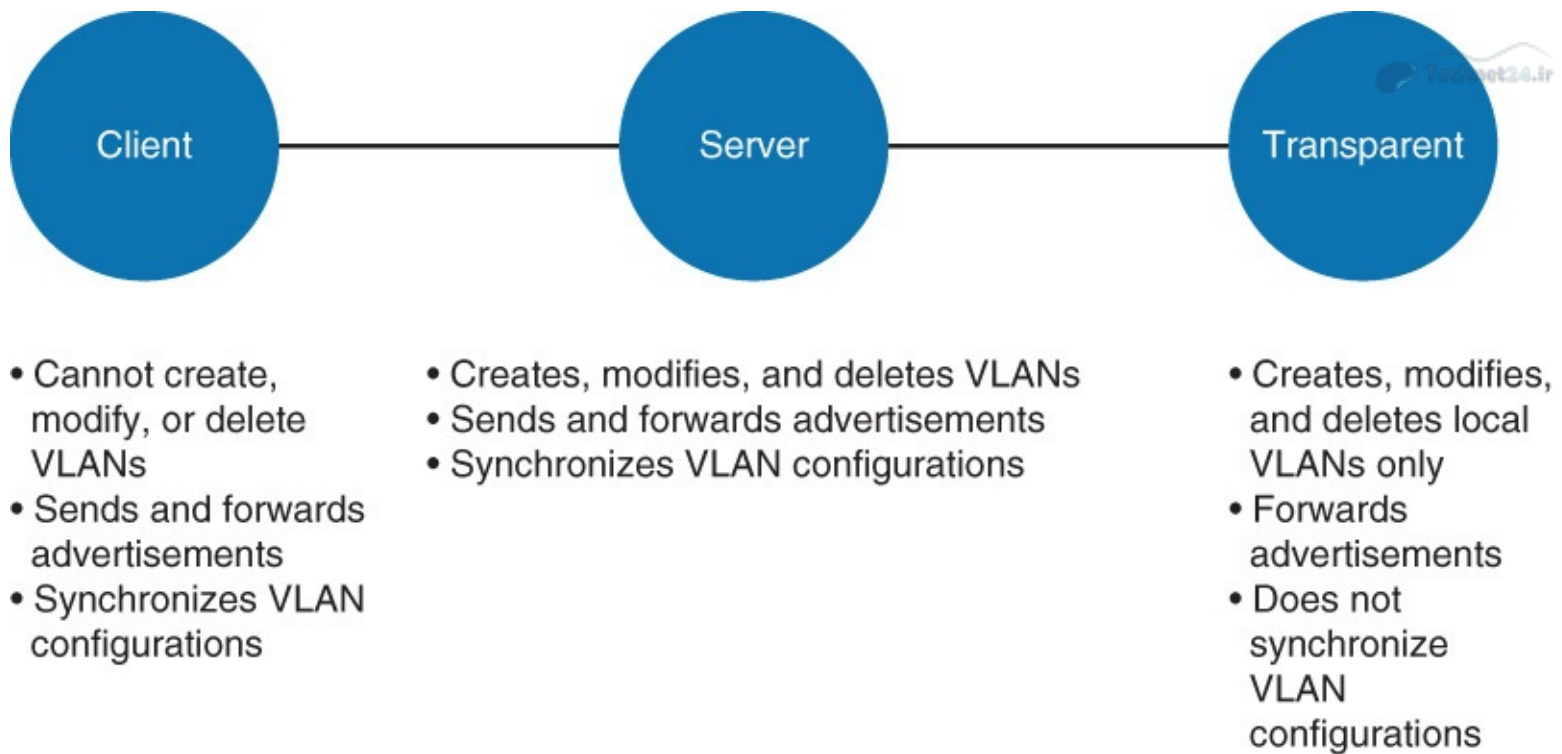 Client
Server
Transparent
• Cannot create,
modify, or delete
VLANs
• Sends and forwards
advertisements
• Synchronizes VLAN
configurations
• Creates, modifies, and deletes VLANs
• Sends and forwards advertisements
• Synchronizes VLAN configurations
• Creates, modifies,
and deletes local
VLANs only
• Forwards
advertisements
• Does not
synchronize
VLAN
configurations